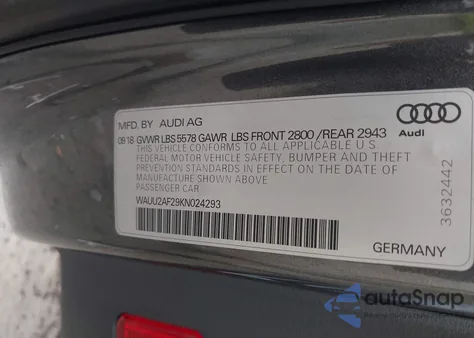 MFD. BY AUDI AG
09 18 GVWR LBS 5578 GAWR LBS FRONT 2800 /REAR 2943
THIS VEHICLE CONFORMS TO ALL APPLICABLE U.S.
FEDERAL MOTOR VEHICLE SAFETY, BUMPER AND THEFT
PREVENTION STANDARDS IN EFFECT ON THE DATE
OF MANUFACTURE SHOWN ABOVE.
PASSENGER CAR
WAUU2AF29KN024293
GERMANY
Audi
3632442
autoSnap